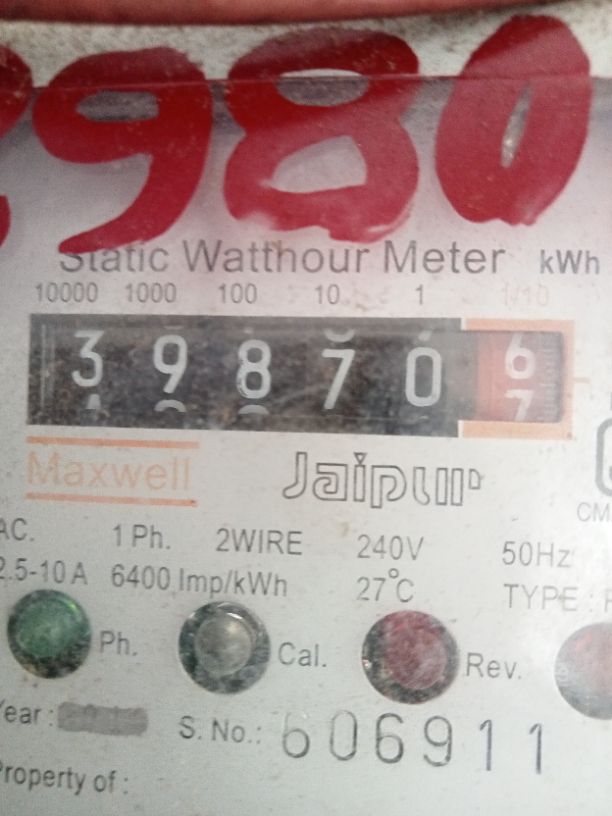 980
Static Watthour Meter kWh
10000 1000 100 10 1 1/10
3 9 8 7 0 6
7
Maxwell Jaipur
AC. 1 Ph. 2WIRE 240V 50Hz
2.5-10A 6400 Imp/kWh 27°C TYPE :
Ph. Cal. Rev.
Year : S. No.: 606911
Property of :